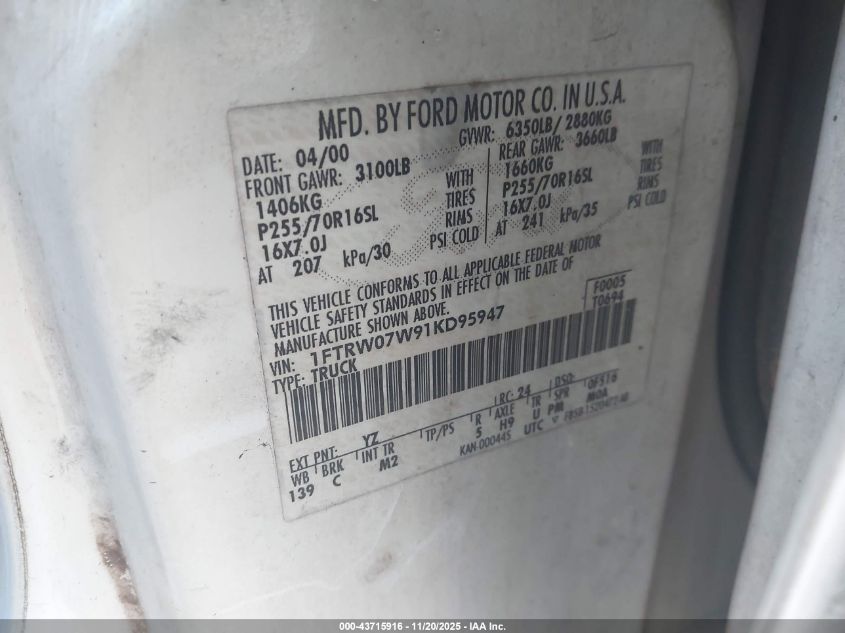 MFD. BY FORD MOTOR CO. IN U.S.A.
DATE: 04/00 GVWR: 6350LB/ 2880KG
FRONT GAWR: 3100LB REAR GAWR: 3660LB
1406KG WITH 1660KG WITH
P255/70R16SL TIRES P255/70R16SL TIRES
16X7.0J RIMS 16X7.0J RIMS
AT 207 kPa/30 PSI COLD AT 241 kPa/35 PSI COLD
THIS VEHICLE CONFORMS TO ALL APPLICABLE FEDERAL MOTOR
VEHICLE SAFETY STANDARDS IN EFFECT ON THE DATE OF
MANUFACTURE SHOWN ABOVE.
F0005
T0694
VIN: 1FTRW07W91KD95947
TYPE: TRUCK
EXT PNT: YZ RC: 24 DSO: 0F516
WB BRK INT TR TP/PS R AXLE TR SPR
139 C M2 5 H9 U PM M0A
KAN-000445 UTC
000-43715916 - 11/20/2025 - IAA Inc.